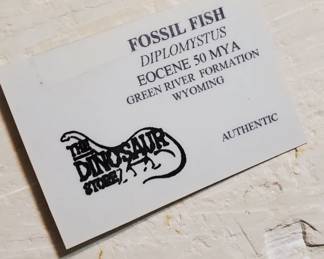 FOSSIL FISH
DIPLOMYSTUS
EOCENE 50 MYA
GREEN RIVER FORMATION
WYOMING
AUTHENTIC
THE
DINOSAUR
STORE